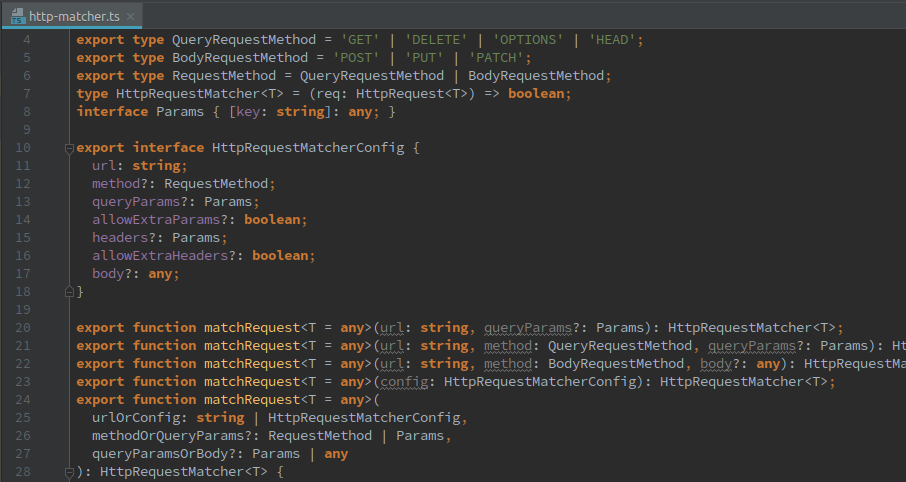 http-matcher.ts
4 export type QueryRequestMethod = 'GET' | 'DELETE' | 'OPTIONS' | 'HEAD';
5 export type BodyRequestMethod = 'POST' | 'PUT' | 'PATCH';
6 export type RequestMethod = QueryRequestMethod | BodyRequestMethod;
7 type HttpRequestMatcher<T> = (req: HttpRequest<T>) => boolean;
8 interface Params { [key: string]: any; }
9
10 export interface HttpRequestMatcherConfig {
11 url: string;
12 method?: RequestMethod;
13 queryParams?: Params;
14 allowExtraParams?: boolean;
15 headers?: Params;
16 allowExtraHeaders?: boolean;
17 body?: any;
18 }
19
20 export function matchRequest<T = any>(url: string, queryParams?: Params): HttpRequestMatcher<T>;
21 export function matchRequest<T = any>(url: string, method: QueryRequestMethod, queryParams?: Params): Ht
22 export function matchRequest<T = any>(url: string, method: BodyRequestMethod, body?: any): HttpRequestMa
23 export function matchRequest<T = any>(config: HttpRequestMatcherConfig): HttpRequestMatcher<T>;
24 export function matchRequest<T = any>(
25 urlOrConfig: string | HttpRequestMatcherConfig,
26 methodOrQueryParams?: RequestMethod | Params,
27 queryParamsOrBody?: Params | any
28 ): HttpRequestMatcher<T> {